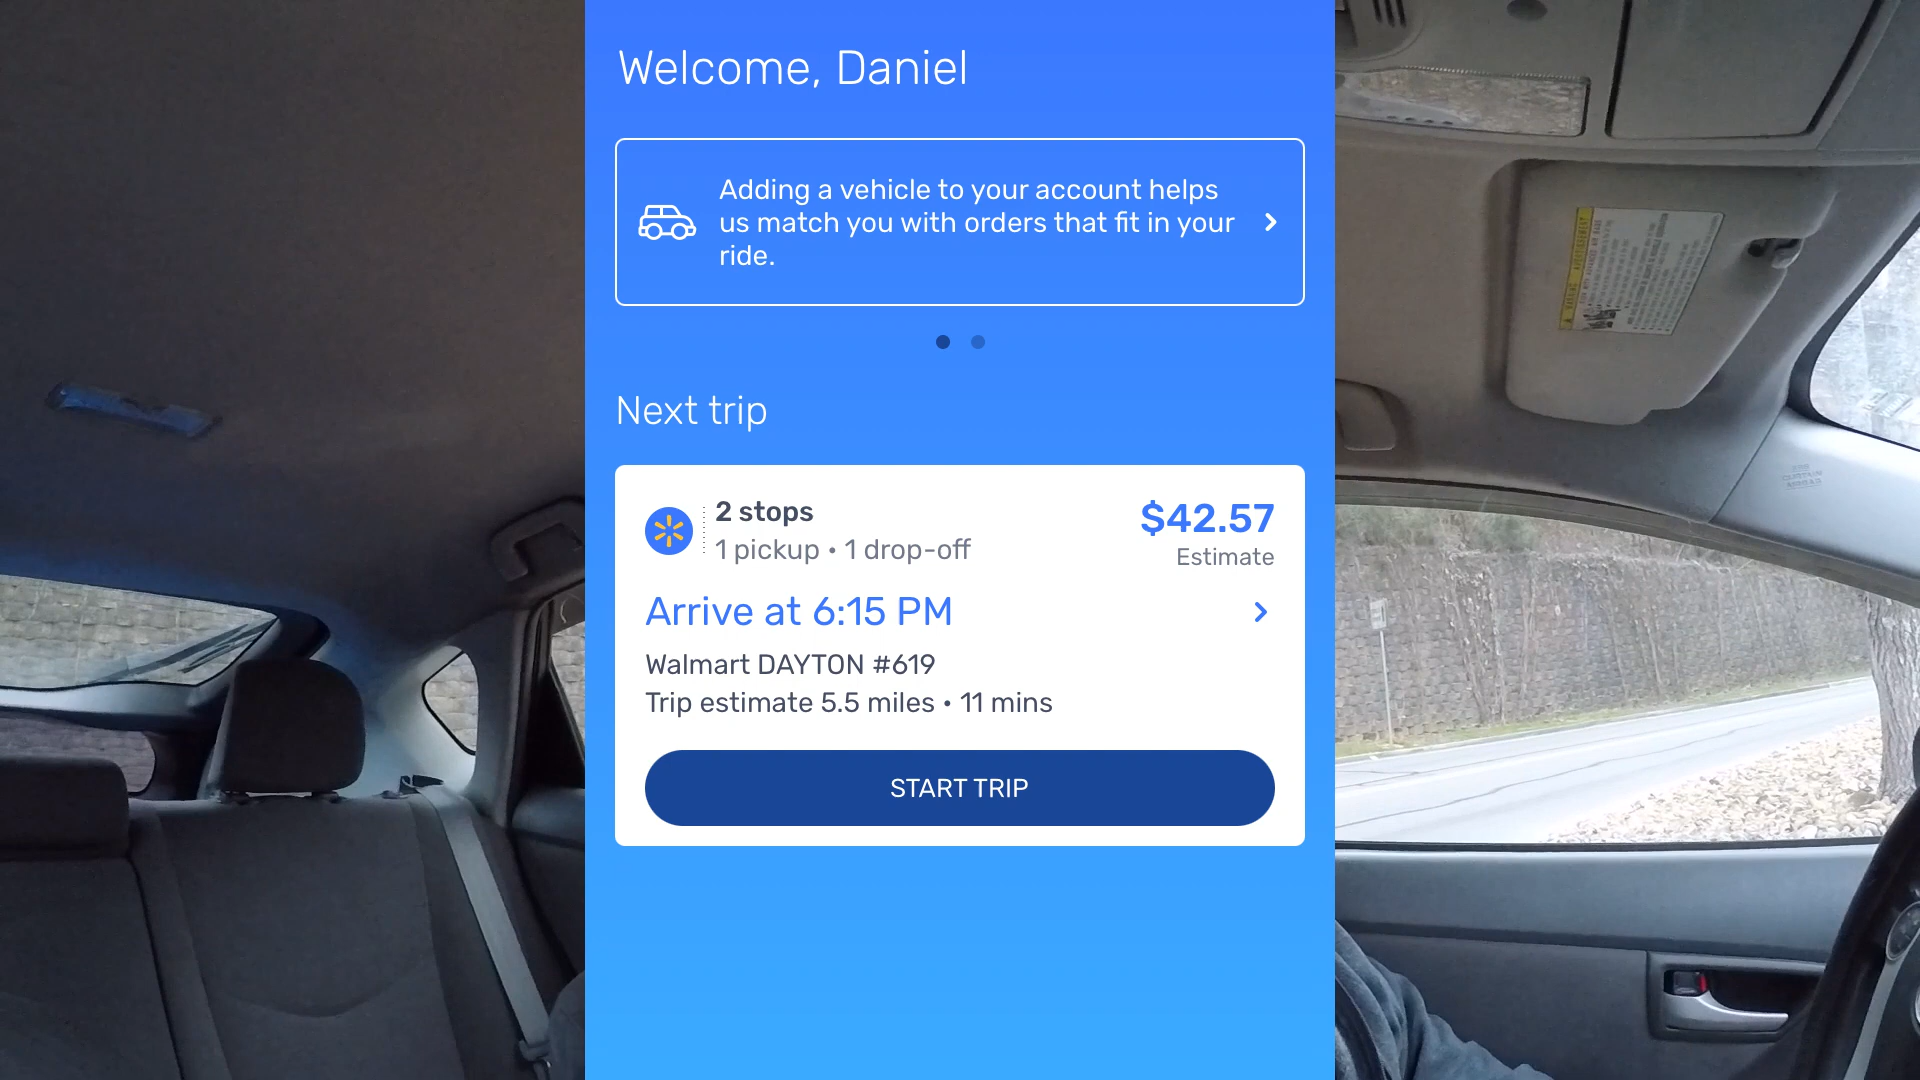 Welcome, Daniel
Adding a vehicle to your account helps
us match you with orders that fit in your
ride.
Next trip
2 stops
1 pickup • 1 drop-off
$42.57
Estimate
Arrive at 6:15 PM
Walmart DAYTON #619
Trip estimate 5.5 miles • 11 mins
START TRIP